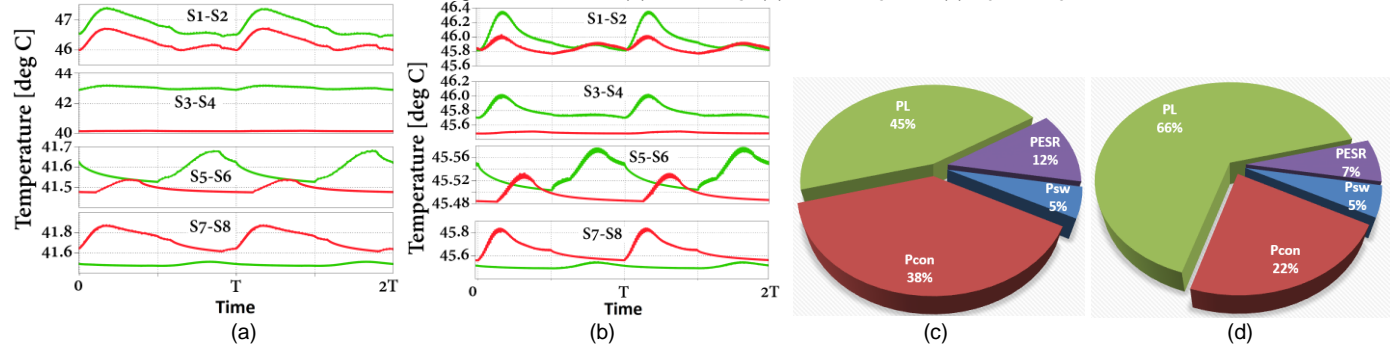 Temperature [deg C]
47
46
S1-S2
44
42
40
S3-S4
41.7
41.6
41.5
S5-S6
41.8
41.6
S7-S8
0
T
2T
Time
(a)
Temperature [deg C]
46.4
46.2
46.0
45.8
S1-S2
46.2
46.0
45.8
45.6
S3-S4
45.56
45.52
45.48
S5-S6
45.8
45.6
S7-S8
0
T
2T
Time
(b)
PL
45%
PESR
12%
Psw
5%
Pcon
38%
(c)
PL
66%
PESR
7%
Psw
5%
Pcon
22%
(d)